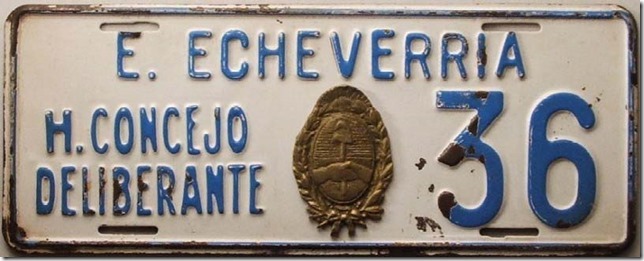 E. ECHEVERRIA
H. CONCEJO
DELIBERANTE
36